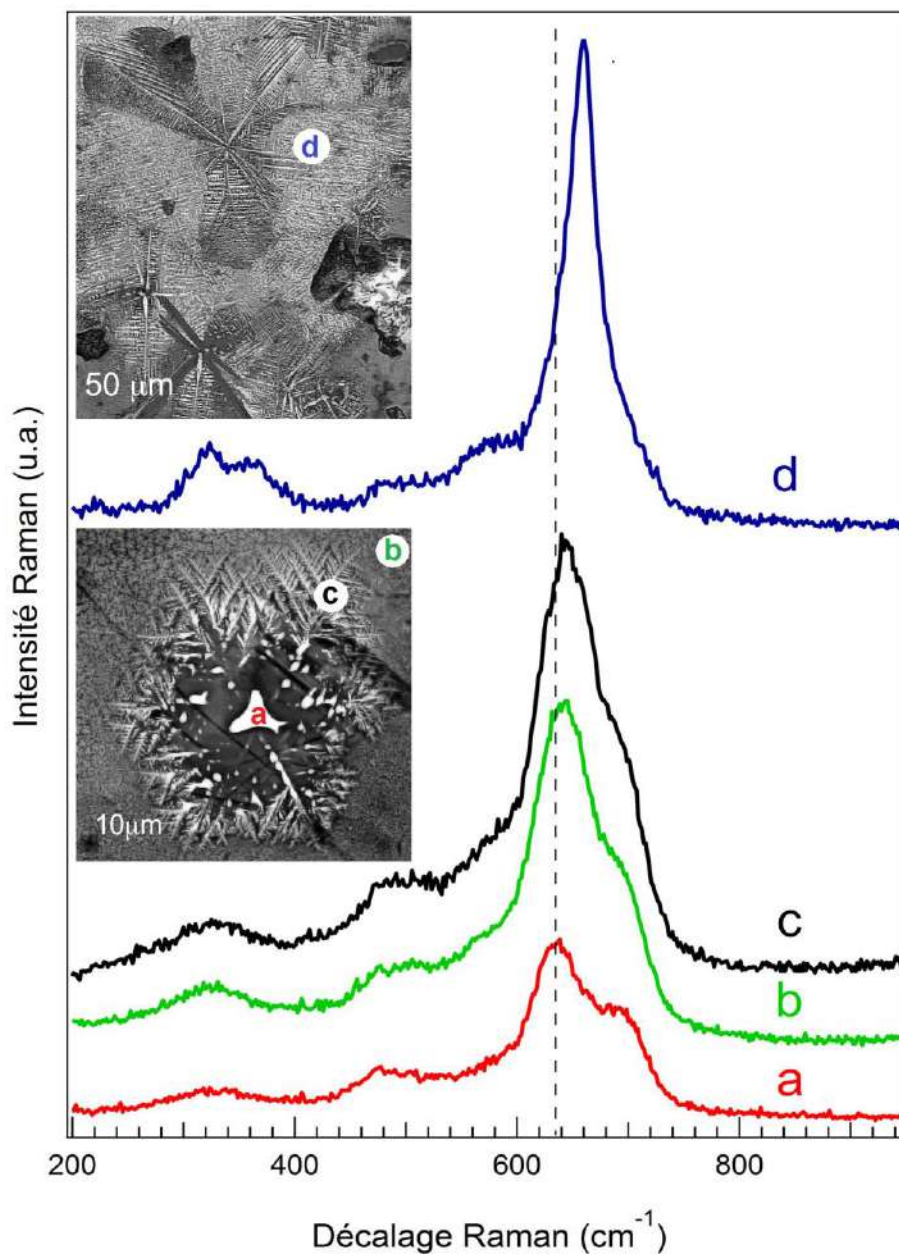 d
50 μm
d
b
c
a
10μm
c
b
a
Intensité Raman (u.a.)
200 400 600 800
Décalage Raman (cm⁻¹)